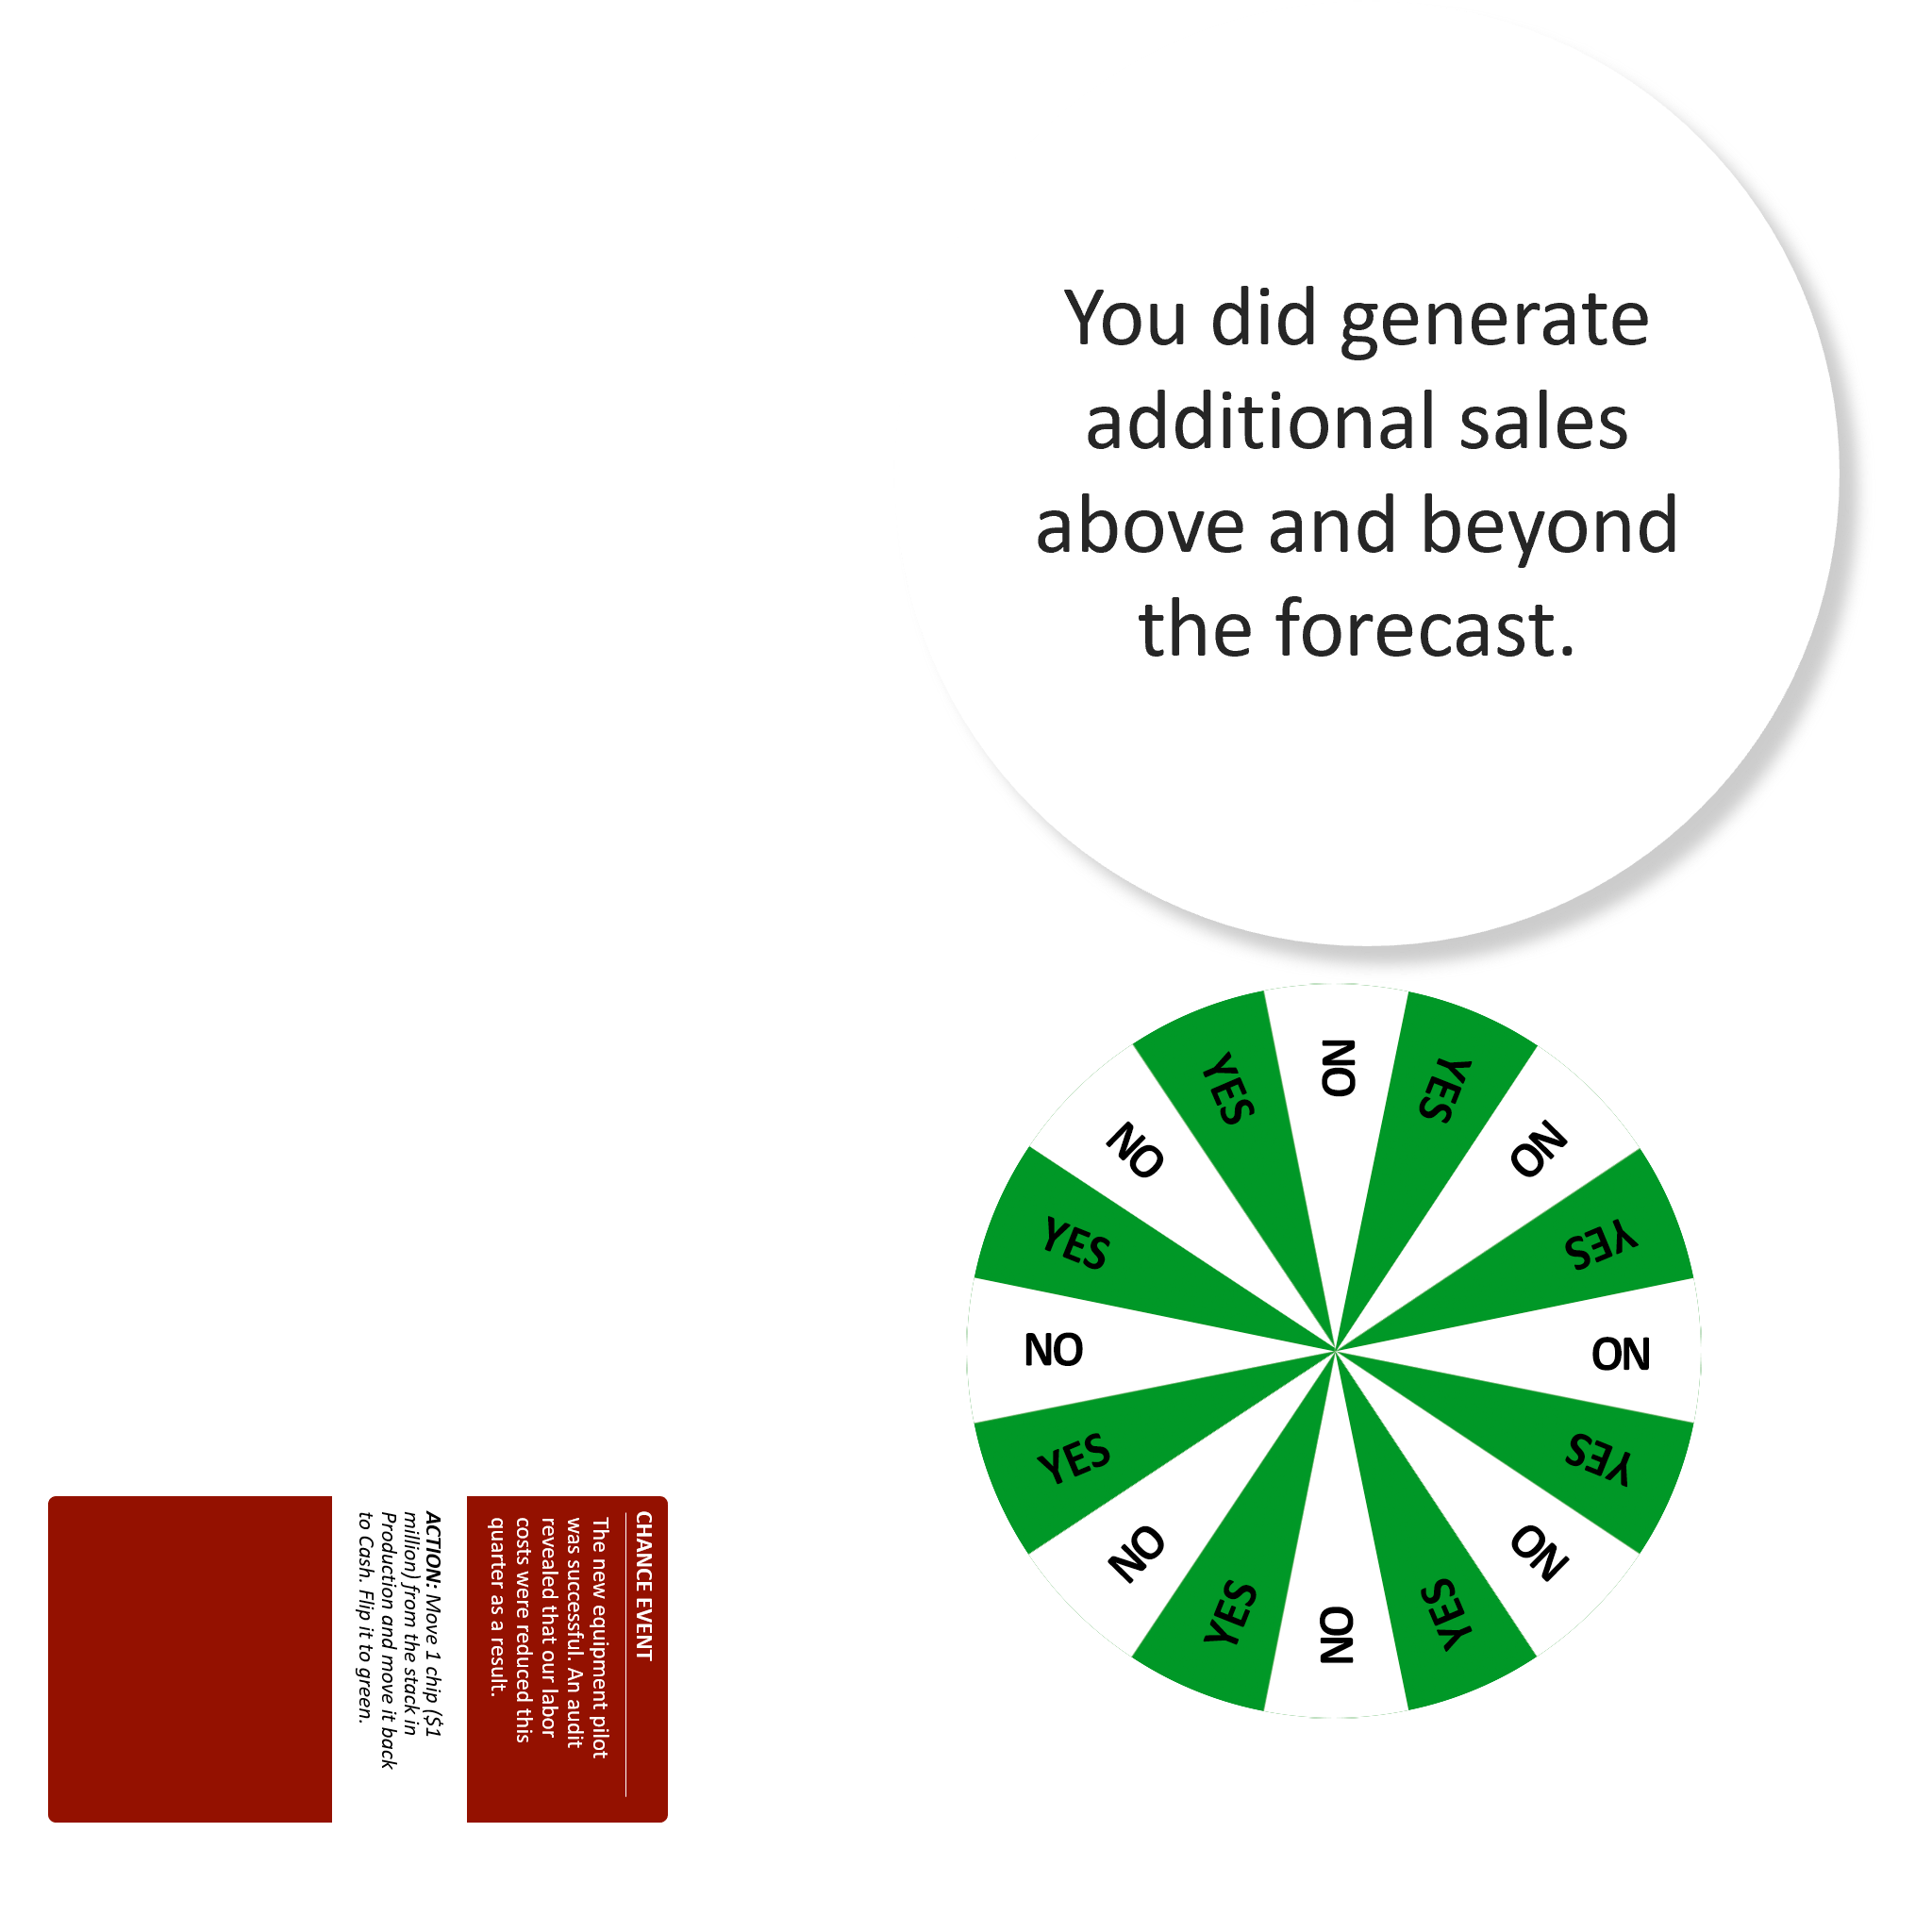 You did generate
additional sales
above and beyond
the forecast.
NO
YES
NO
YES
NO
YES
NO
YES
NO
YES
NO
YES
NO
YES
NO
YES
CHANCE EVENT
The new equipment pilot
was successful. An audit
revealed that our labor
costs were reduced this
quarter as a result.
ACTION: Move 1 chip ($1
million) from the stack in
Production and move it back
to Cash. Flip it to green.